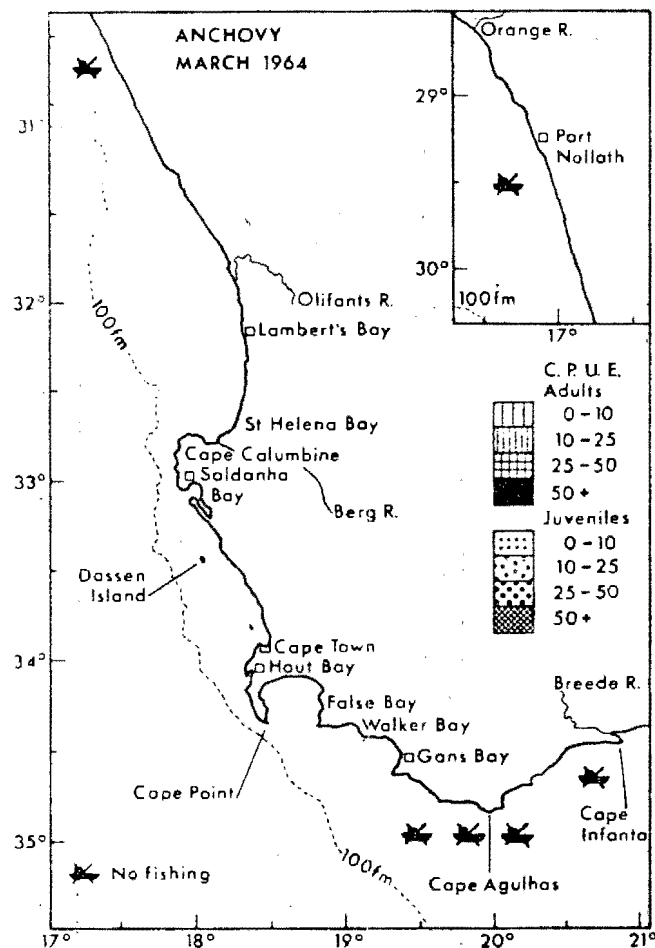 ANCHOVY
MARCH 1964
Orange R.
29°
Port
Nollath
30°
100fm
17°
31°
32°
33°
34°
35°
100fm
Olifants R.
Lambert's Bay
St Helena Bay
Cape Calumbine
Saldanha
Bay
Berg R.
Dassen
Island
Cape Town
Hout Bay
False Bay
Walker Bay
Gans Bay
Cape Point
Breede R.
Cape
Infanta
Cape Agulhas
100fm
No fishing
C. P. U. E.
Adults
0-10
10-25
25-50
50+
Juveniles
0-10
10-25
25-50
50+
17°
18°
19°
20°
21°